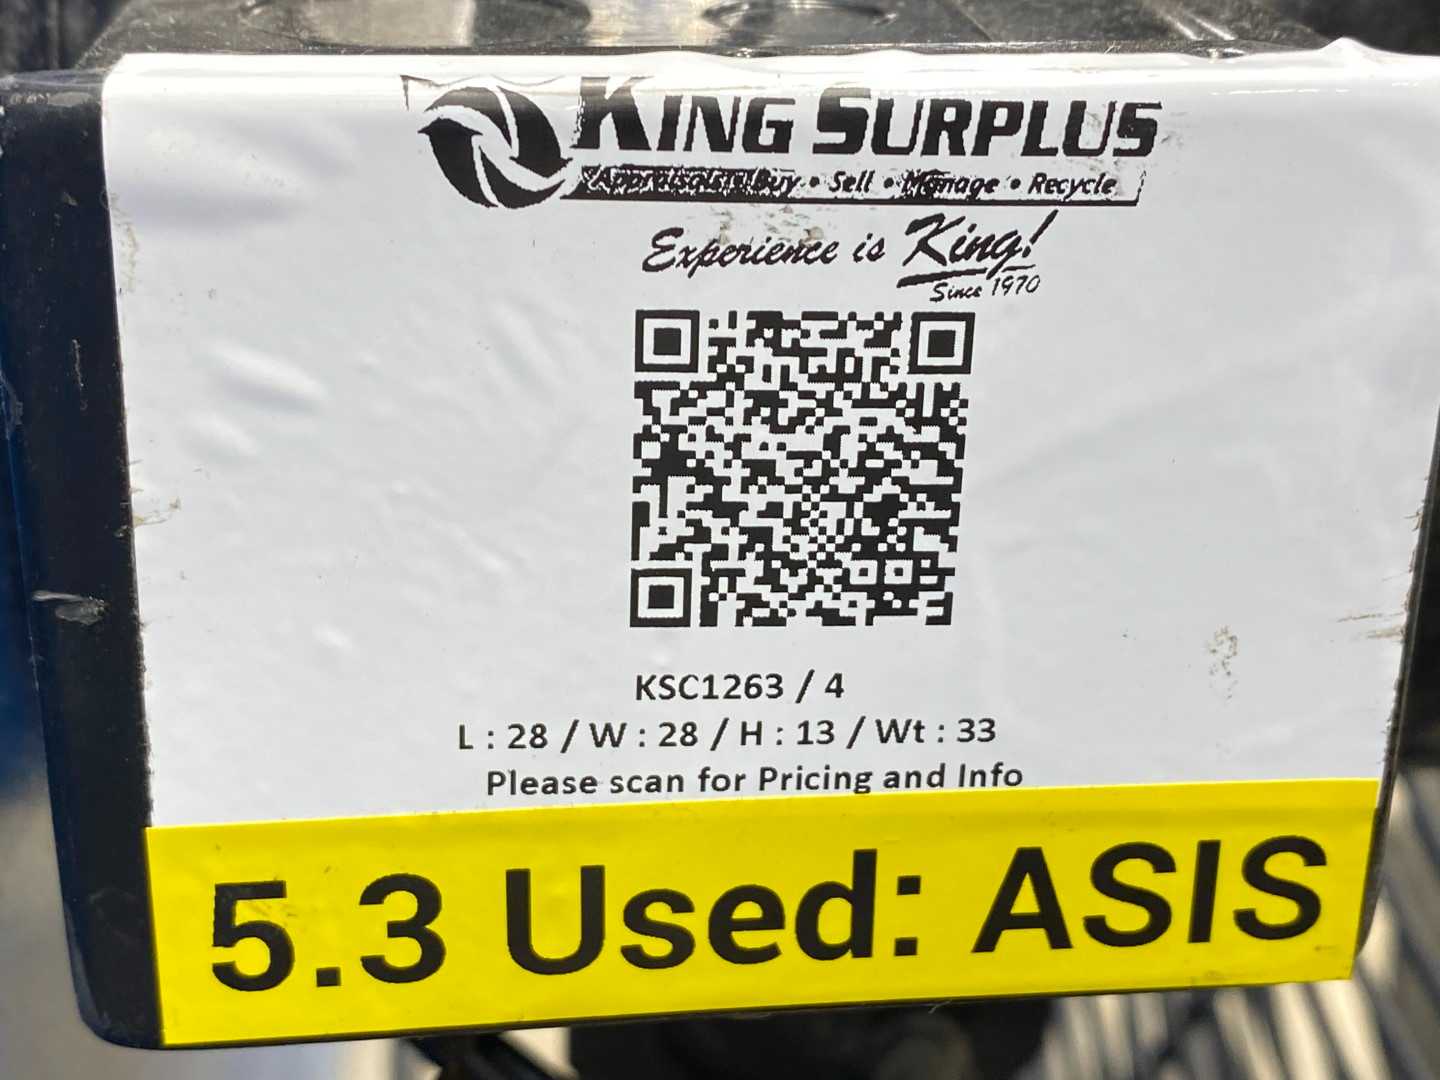 KING SURPLUS
Appraisals • Buy • Sell • Manage • Recycle
Experience is King!
Since 1970
KSC1263 / 4
L : 28 / W : 28 / H : 13 / Wt : 33
Please scan for Pricing and Info
5.3 Used: ASIS